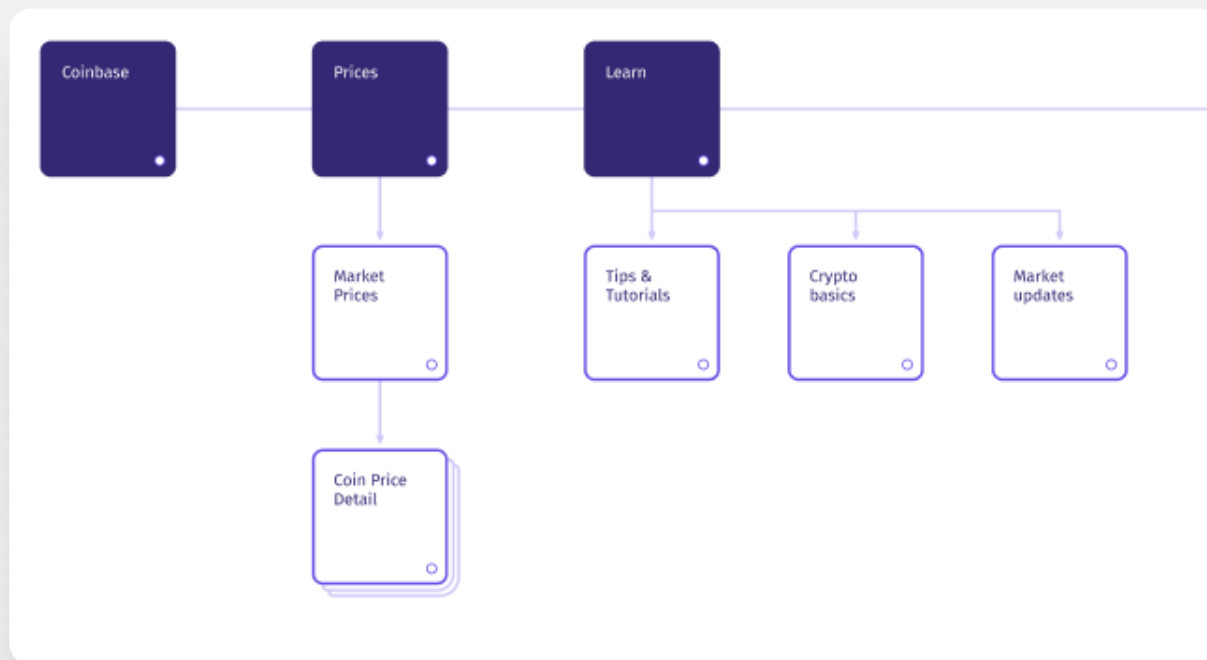 Coinbase
Prices
Learn
Market
Prices
Tips &
Tutorials
Crypto
basics
Market
updates
Coin Price
Detail